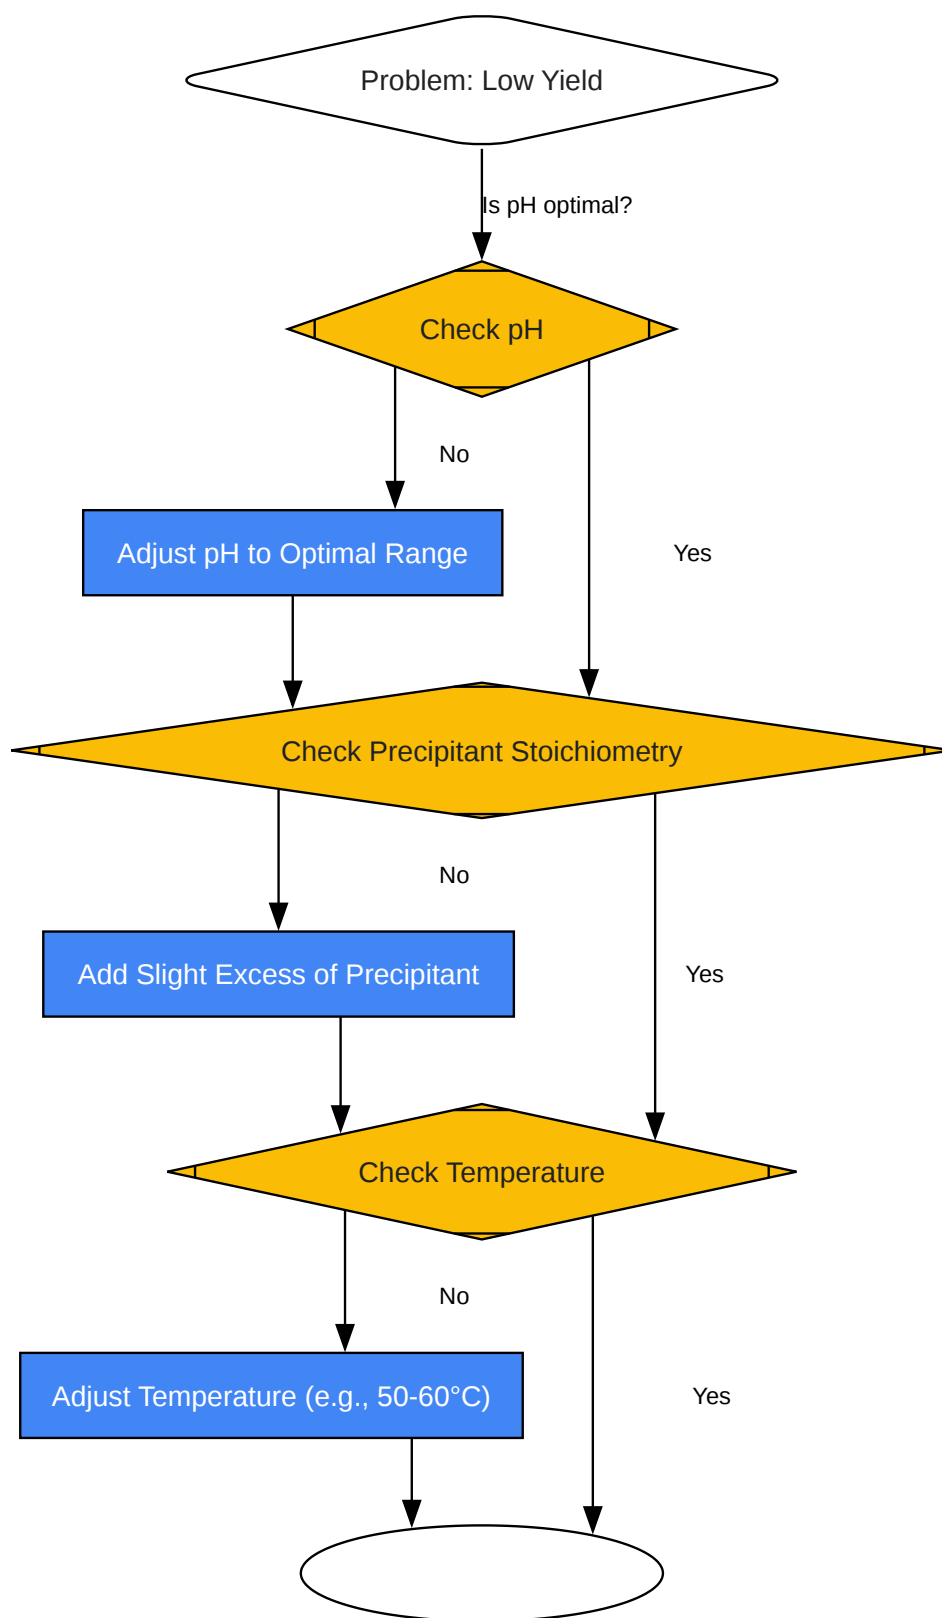 Problem: Low Yield
Is pH optimal?
Check pH
No
Adjust pH to Optimal Range
Yes
Check Precipitant Stoichiometry
No
Add Slight Excess of Precipitant
Yes
Check Temperature
No
Adjust Temperature (e.g., 50-60°C)
Yes